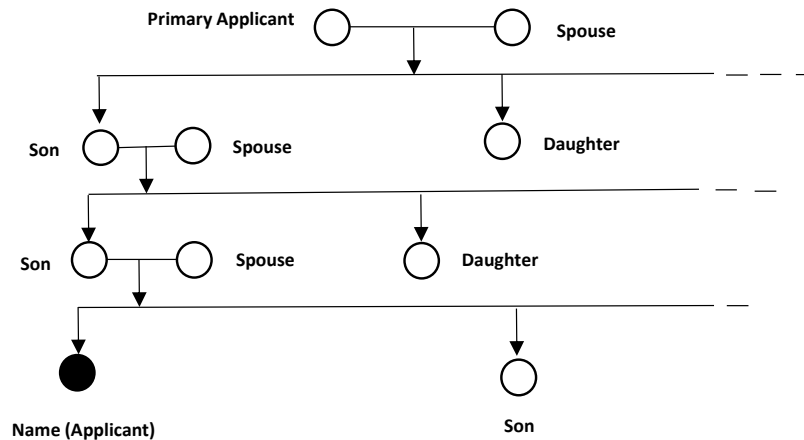 Primary Applicant
Spouse
Son
Spouse
Daughter
Son
Spouse
Daughter
Name (Applicant)
Son